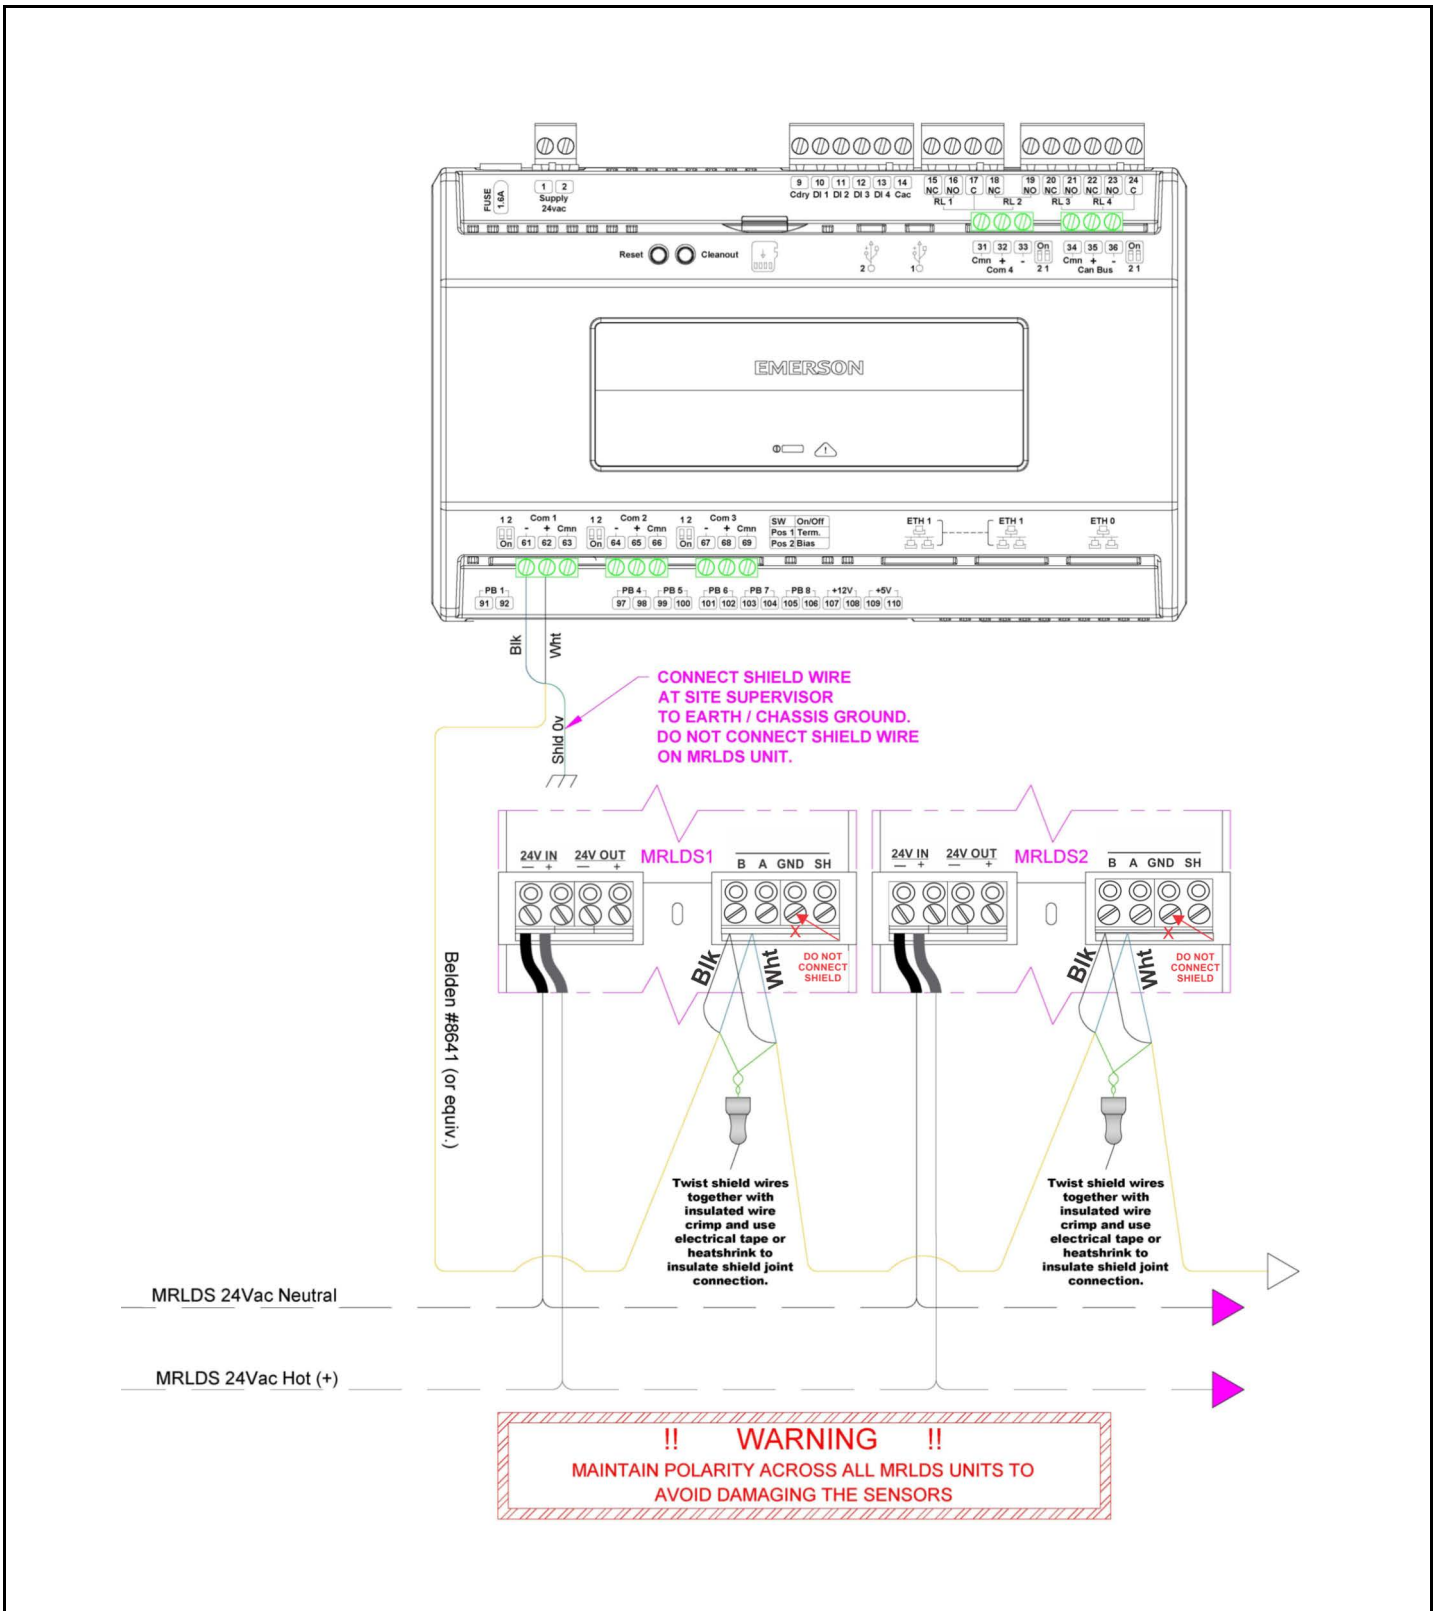 FUSE
1.6A
1 2
Supply
24vac
9 10 11 12 13 14
Cdry DI 1 DI 2 DI 3 DI 4 Cac
15 16 17 18 19 20 21 22 23 24
NC NO C NC NO NC NO NC NO C
RL 1 RL 2 RL 3 RL 4
Reset Cleanout
2 1
31 32 33 On
Cmn + -
Com 4 2 1
34 35 36 On
Cmn + -
Can Bus 2 1
EMERSON
1 2 Com 1
- + Cmn
On 61 62 63
1 2 Com 2
- + Cmn
On 64 65 66
1 2 Com 3
- + Cmn
On 67 68 69
SW On/Off
Pos 1 Term.
Pos 2 Bias
ETH 1 ETH 1 ETH 0
PB 1 PB 4 PB 5 PB 6 PB 7 PB 8 +12V +5V
91 92 97 98 99 100 101 102 103 104 105 106 107 108 109 110
Blk
Wht
Shld 0v
CONNECT SHIELD WIRE
AT SITE SUPERVISOR
TO EARTH / CHASSIS GROUND.
DO NOT CONNECT SHIELD WIRE
ON MRLDS UNIT.
24V IN 24V OUT
— + — +
MRLDS1
B A GND SH
X
Blk
Wht
DO NOT
CONNECT
SHIELD
24V IN 24V OUT
— + — +
MRLDS2
B A GND SH
X
Blk
Wht
DO NOT
CONNECT
SHIELD
Belden #8641 (or equiv.)
Twist shield wires
together with
insulated wire
crimp and use
electrical tape or
heatshrink to
insulate shield joint
connection.
Twist shield wires
together with
insulated wire
crimp and use
electrical tape or
heatshrink to
insulate shield joint
connection.
MRLDS 24Vac Neutral
MRLDS 24Vac Hot (+)
!! WARNING !!
MAINTAIN POLARITY ACROSS ALL MRLDS UNITS TO
AVOID DAMAGING THE SENSORS